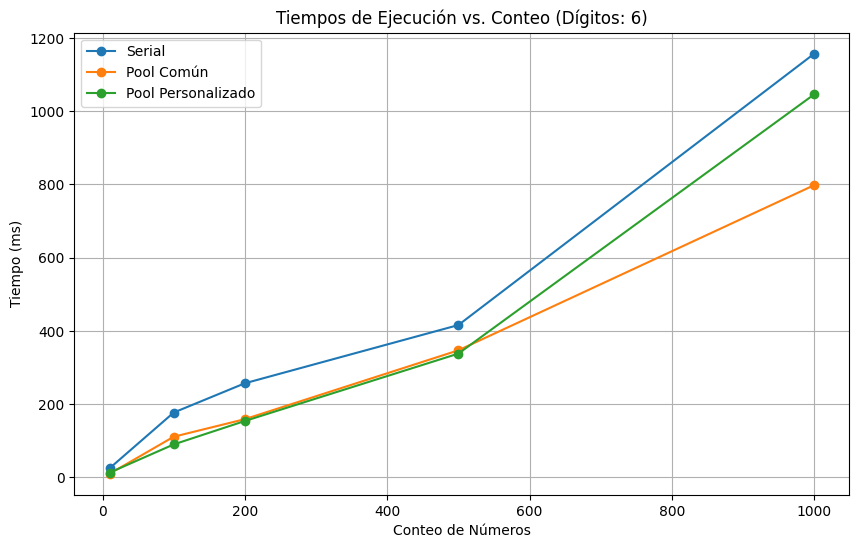 Tiempos de Ejecución vs. Conteo (Dígitos: 6)
Serial
Pool Común
Pool Personalizado
Tiempo (ms)
1200
1000
800
600
400
200
0
0 200 400 600 800 1000
Conteo de Números